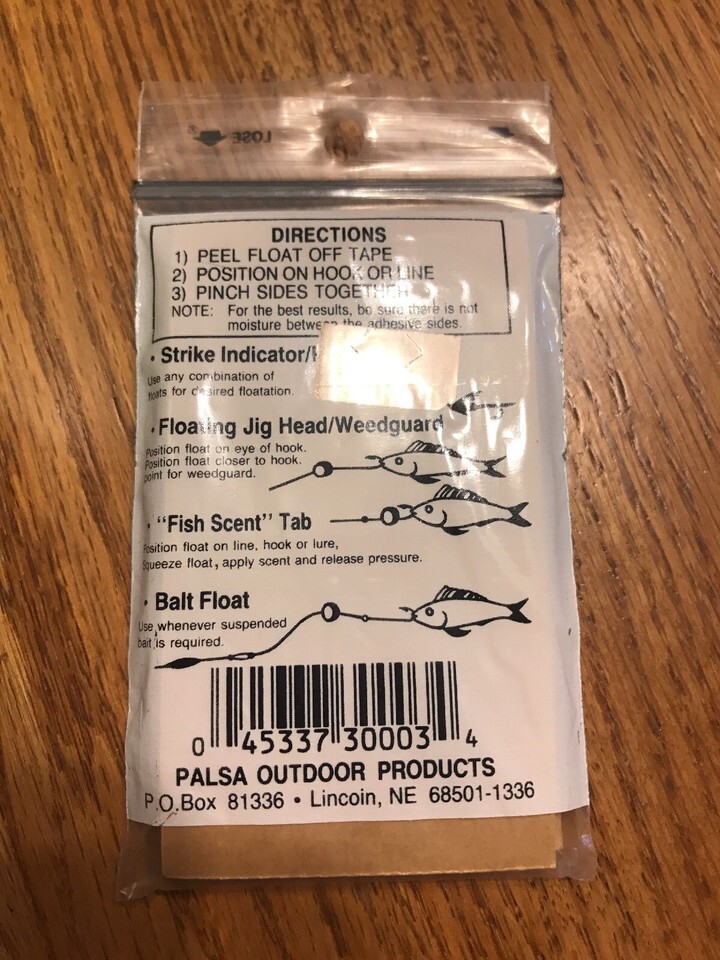 LOSE
DIRECTIONS
1) PEEL FLOAT OFF TAPE
2) POSITION ON HOOK OR LINE
3) PINCH SIDES TOGETHER
NOTE: For the best results, be sure there is not
moisture between the adhesive sides.
• Strike Indicator/
Use any combination of
floats for desired floatation.
• Floating Jig Head/Weedguard
Position float on eye of hook.
Position float closer to hook.
point for weedguard.
• "Fish Scent" Tab
Position float on line, hook or lure,
Squeeze float, apply scent and release pressure.
• Balt Float
Use whenever suspended
bait is required.
0 45337 30003 4
PALSA OUTDOOR PRODUCTS
P.O.Box 81336 • Lincoin, NE 68501-1336